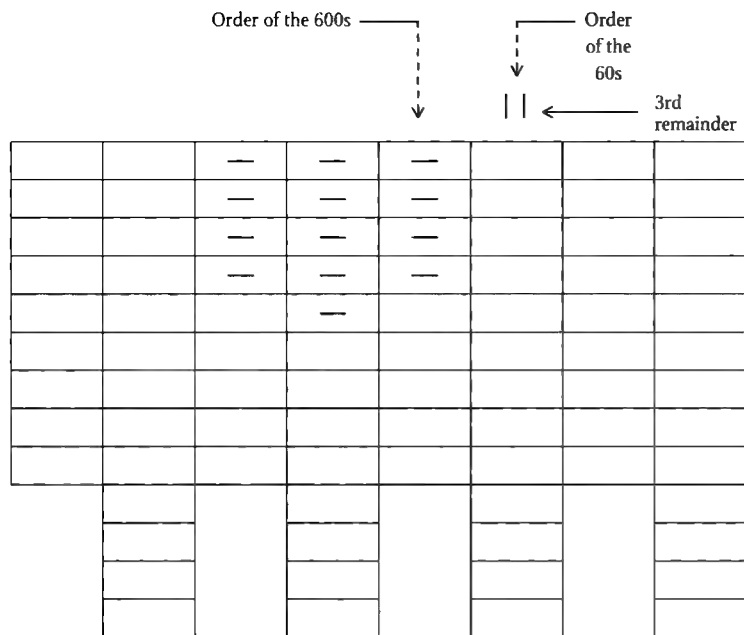 Order of the 600s
Order
of the
60s
3rd
remainder